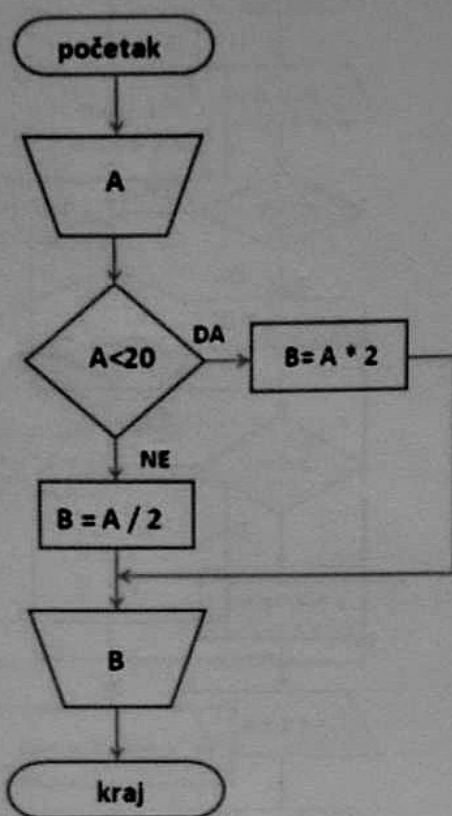 početak
A
A<20
DA
B= A * 2
NE
B = A / 2
B
kraj